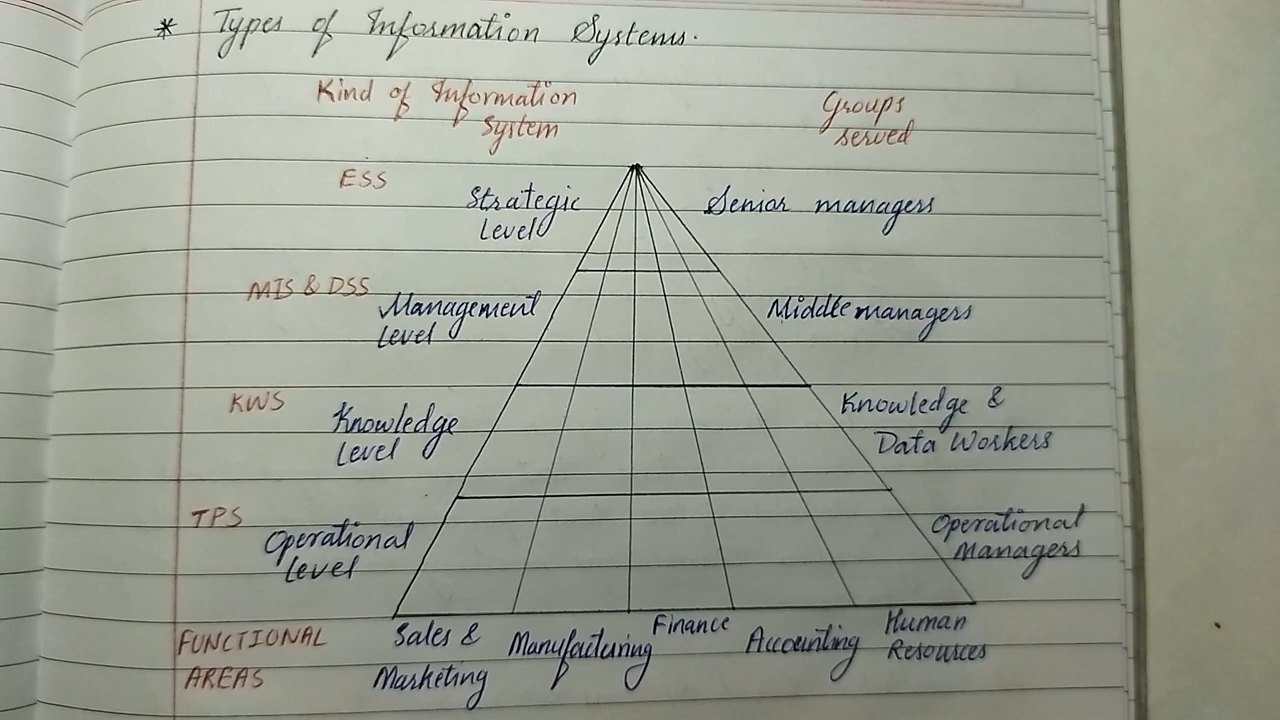 * Types of Information Systems.
Kind of Information
System
Groups
served
ESS
Strategic
Level
Senior managers
MIS & DSS
Management
Level
Middle managers
KWS
Knowledge
Level
Knowledge &
Data Workers
TPS
Operational
Level
Operational
Managers
FUNCTIONAL
AREAS
Sales &
Marketing
Manufacturing
Finance
Accounting
Human
Resources